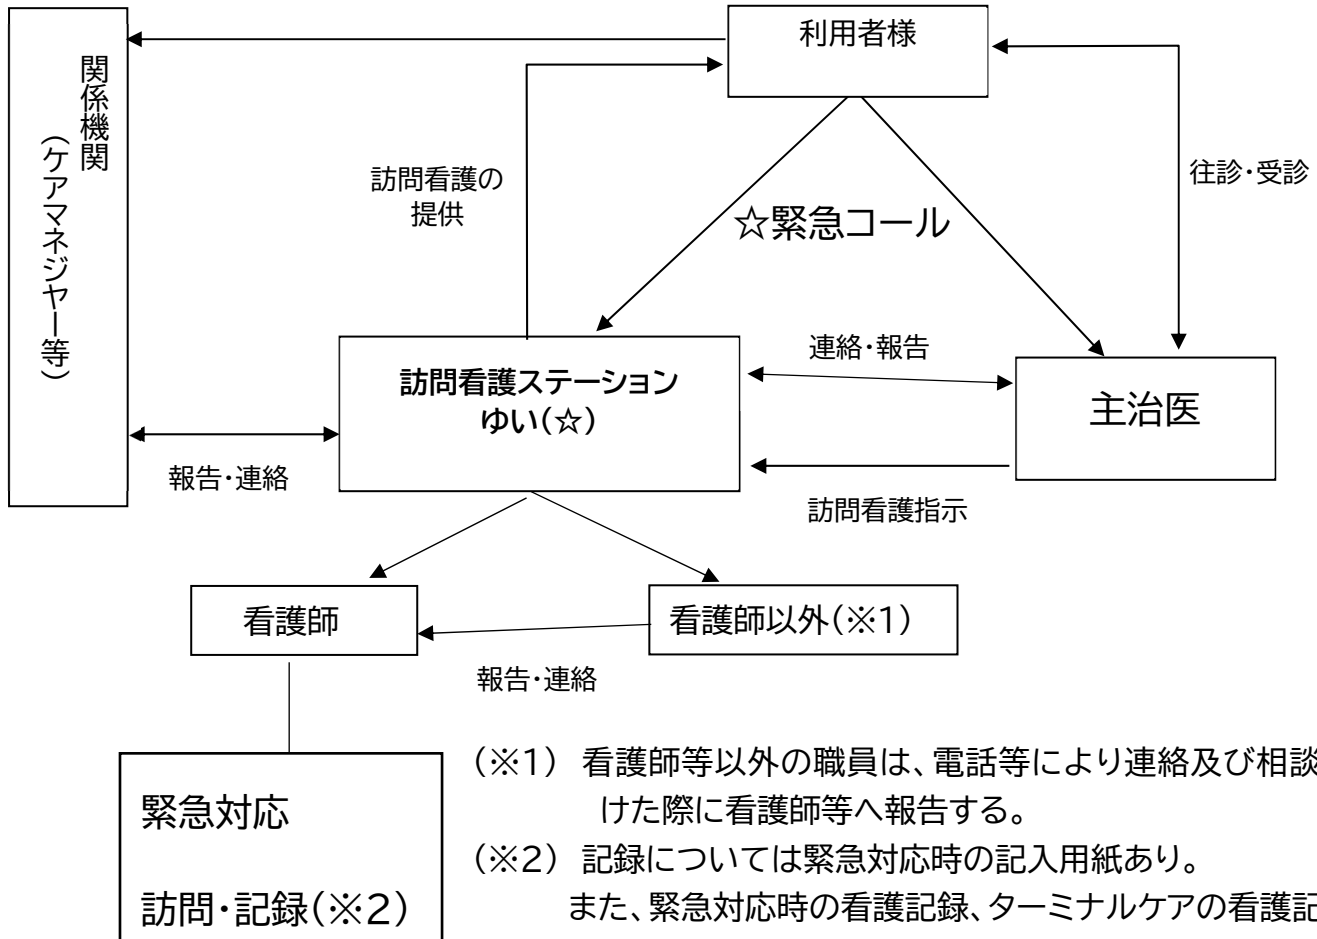 利用者様
関係機関
(ケアマネジヤー等)
訪問看護の
提供
往診・受診
☆緊急コール
連絡・報告
訪問看護ステーション
ゆい(☆)
主治医
報告・連絡
訪問看護指示
看護師
看護師以外(※1)
報告・連絡
緊急対応
訪問・記録(※2)
(※1) 看護師等以外の職員は、電話等により連絡及び相談
けた際に看護師等へ報告する。
(※2) 記録については緊急対応時の記入用紙あり。
また、緊急対応時の看護記録、ターミナルケアの看護記